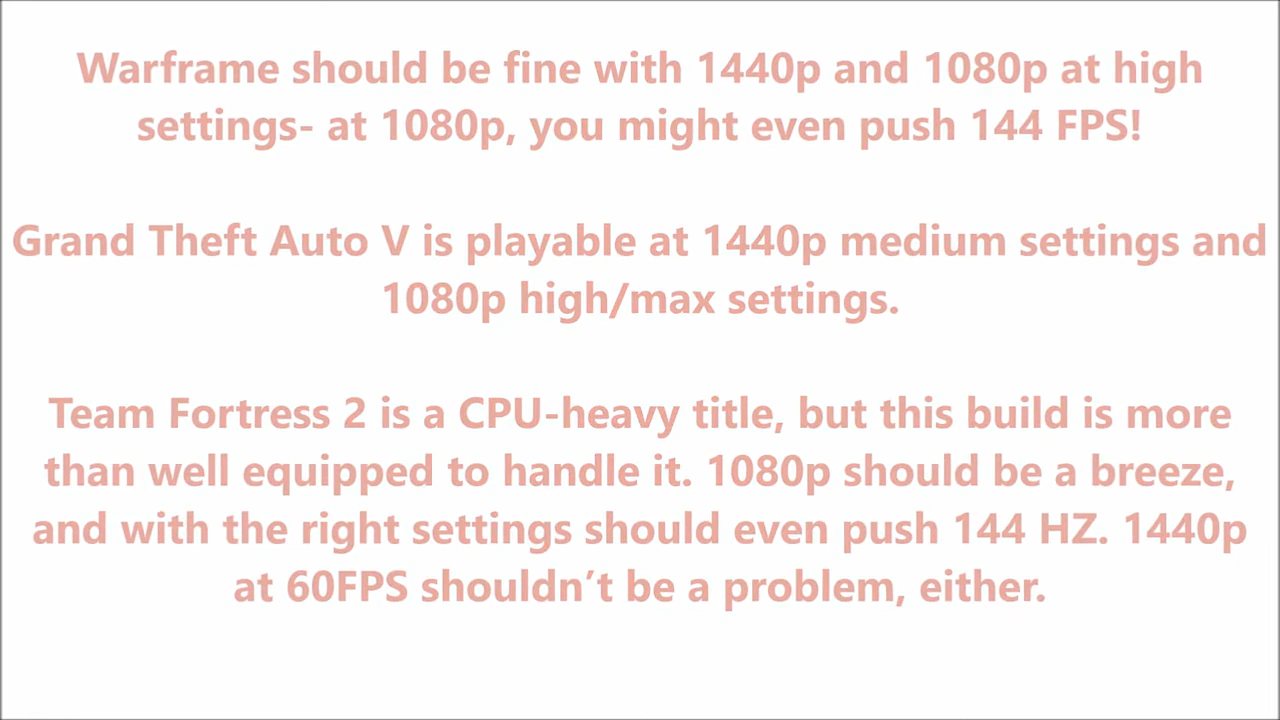 Warframe should be fine with 1440p and 1080p at high
settings- at 1080p, you might even push 144 FPS!
Grand Theft Auto V is playable at 1440p medium settings and
1080p high/max settings.
Team Fortress 2 is a CPU-heavy title, but this build is more
than well equipped to handle it. 1080p should be a breeze,
and with the right settings should even push 144 HZ. 1440p
at 60FPS shouldn’t be a problem, either.